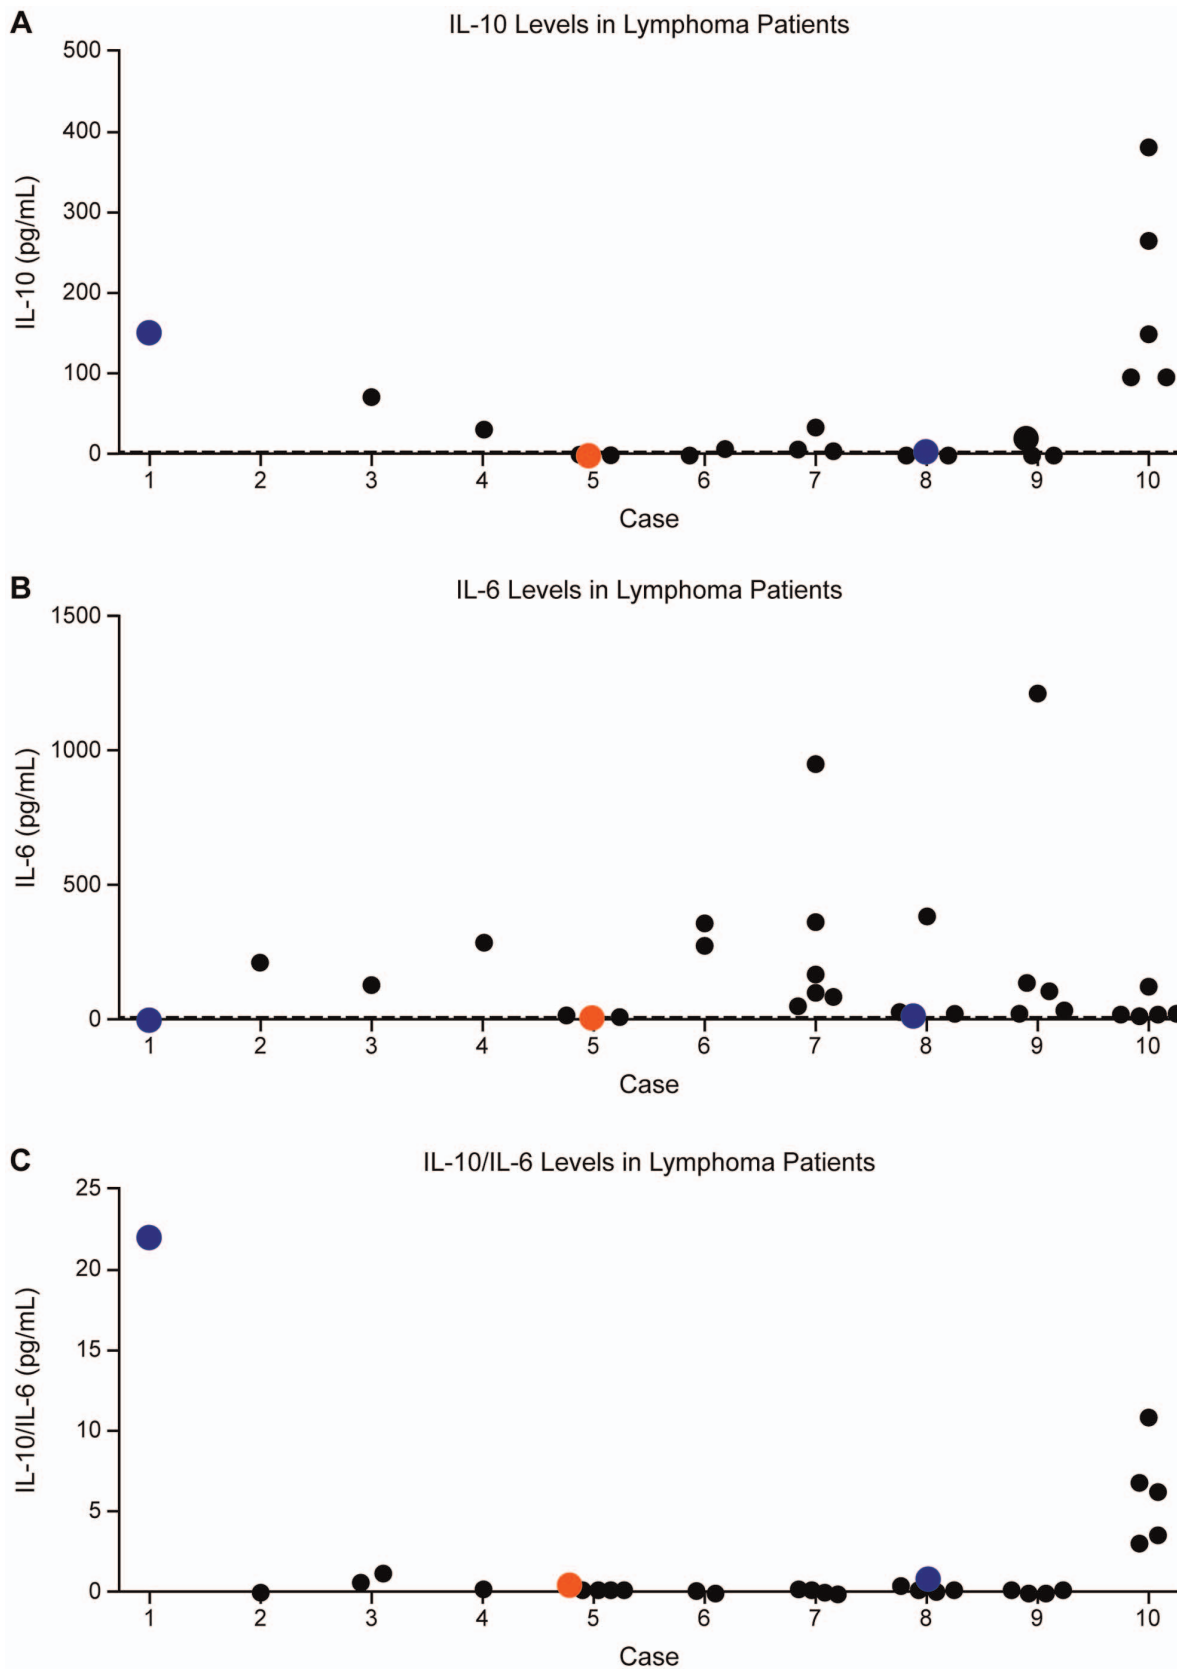 A
IL-10 Levels in Lymphoma Patients
500
400
300
200
100
0
IL-10 (pg/mL)
1 2 3 4 5 6 7 8 9 10
Case
B
IL-6 Levels in Lymphoma Patients
1500
1000
500
0
IL-6 (pg/mL)
1 2 3 4 5 6 7 8 9 10
Case
C
IL-10/IL-6 Levels in Lymphoma Patients
25
20
15
10
5
0
IL-10/IL-6 (pg/mL)
1 2 3 4 5 6 7 8 9 10
Case